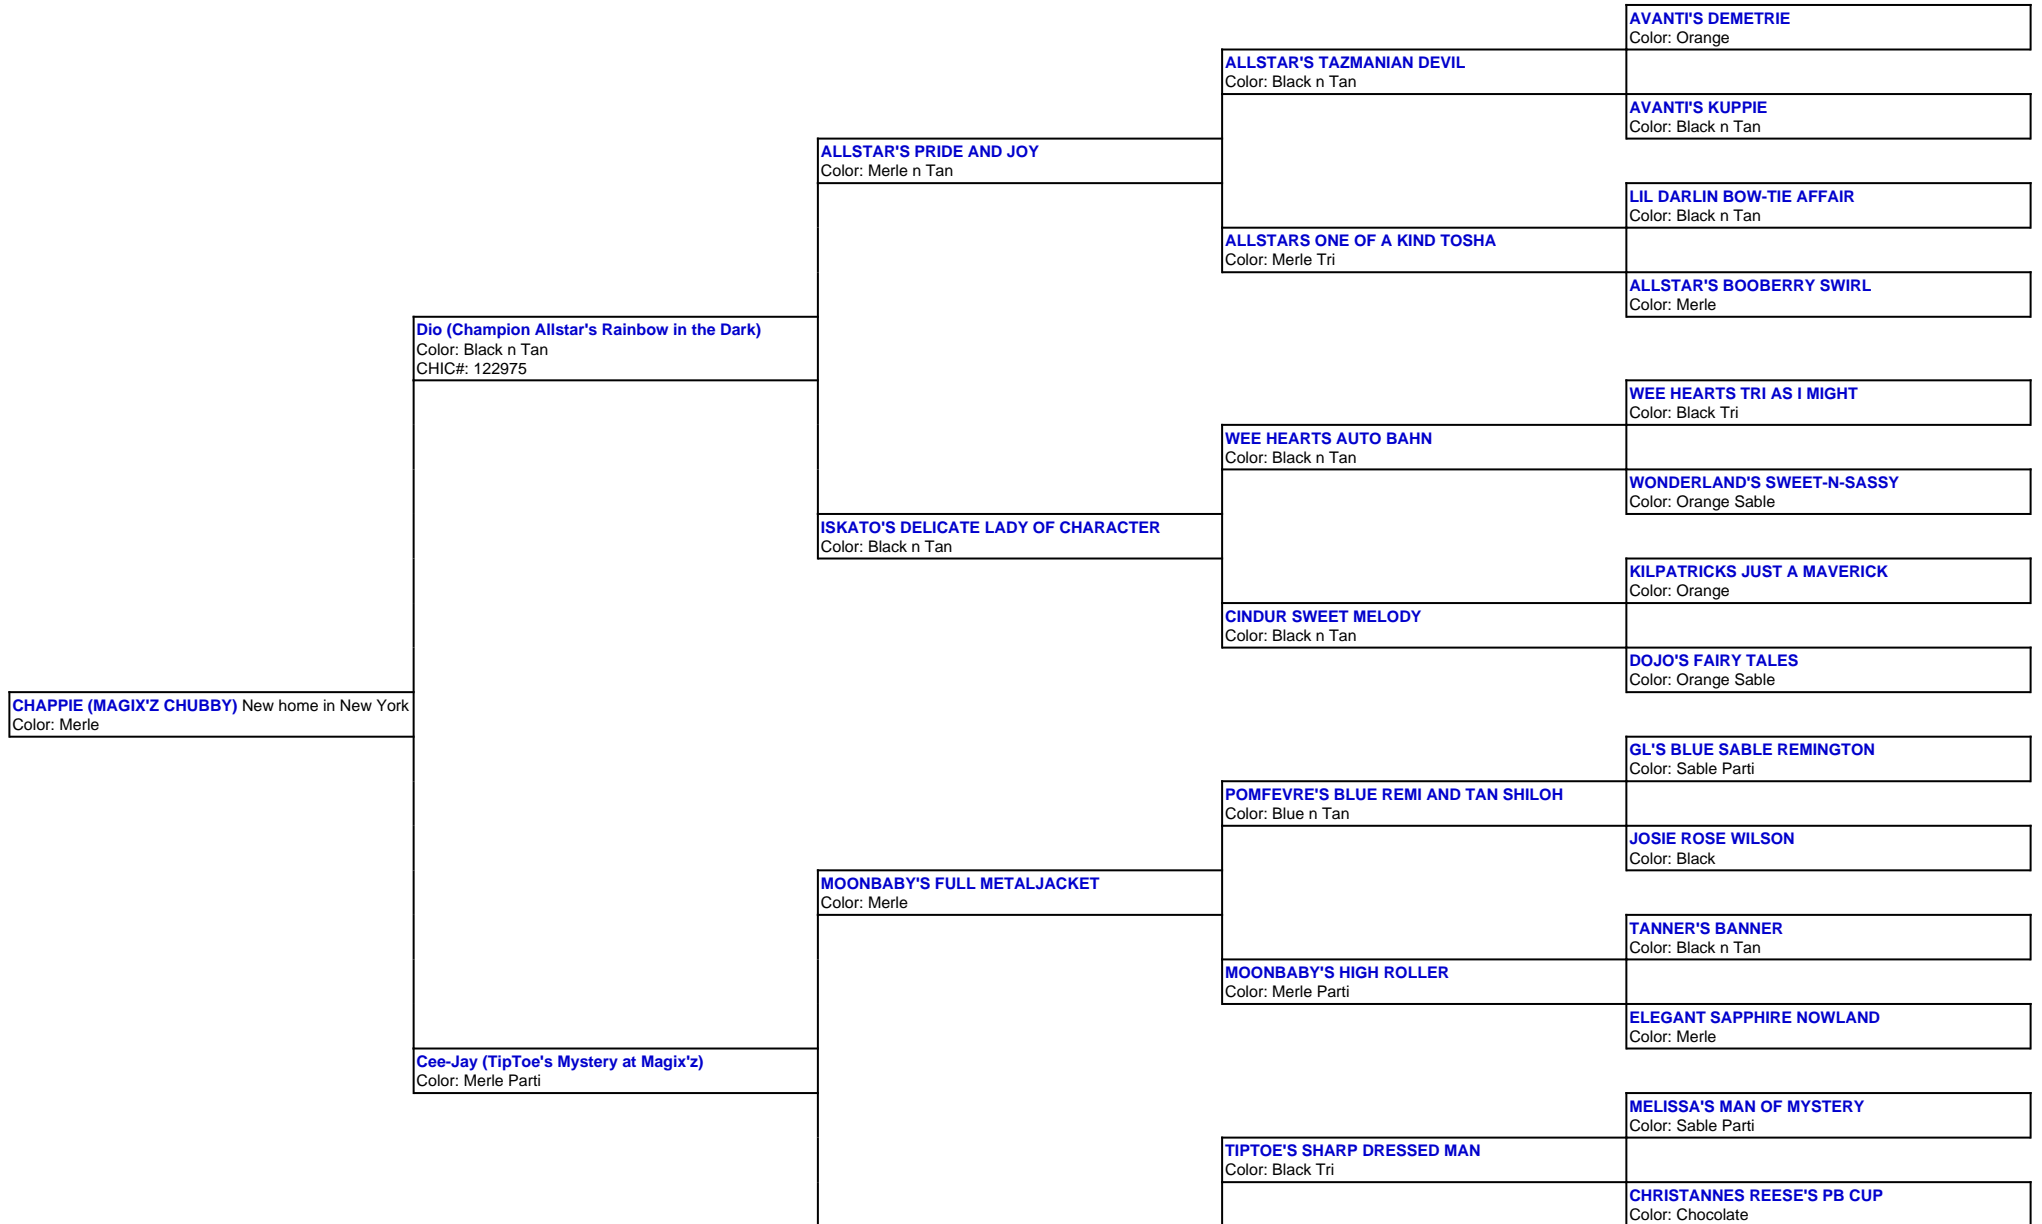 AVANTI'S DEMETRIE
Color: Orange
ALLSTAR'S TAZMANIAN DEVIL
Color: Black n Tan
AVANTI'S KUPPIE
Color: Black n Tan
ALLSTAR'S PRIDE AND JOY
Color: Merle n Tan
LIL DARLIN BOW-TIE AFFAIR
Color: Black n Tan
ALLSTARS ONE OF A KIND TOSHA
Color: Merle Tri
ALLSTAR'S BOOBERRY SWIRL
Color: Merle
Dio (Champion Allstar's Rainbow in the Dark)
Color: Black n Tan
CHIC#: 122975
WEE HEARTS TRI AS I MIGHT
Color: Black Tri
WEE HEARTS AUTO BAHN
Color: Black n Tan
WONDERLAND'S SWEET-N-SASSY
Color: Orange Sable
ISKATO'S DELICATE LADY OF CHARACTER
Color: Black n Tan
KILPATRICKS JUST A MAVERICK
Color: Orange
CINDUR SWEET MELODY
Color: Black n Tan
DOJO'S FAIRY TALES
Color: Orange Sable
CHAPPIE (MAGIX'Z CHUBBY) New home in New York
Color: Merle
GL'S BLUE SABLE REMINGTON
Color: Sable Parti
POMFEVRE'S BLUE REMI AND TAN SHILOH
Color: Blue n Tan
JOSIE ROSE WILSON
Color: Black
MOONBABY'S FULL METALJACKET
Color: Merle
TANNER'S BANNER
Color: Black n Tan
MOONBABY'S HIGH ROLLER
Color: Merle Parti
ELEGANT SAPPHIRE NOWLAND
Color: Merle
Cee-Jay (TipToe's Mystery at Magix'z)
Color: Merle Parti
MELISSA'S MAN OF MYSTERY
Color: Sable Parti
TIPTOE'S SHARP DRESSED MAN
Color: Black Tri
CHRISTANNES REESE'S PB CUP
Color: Chocolate